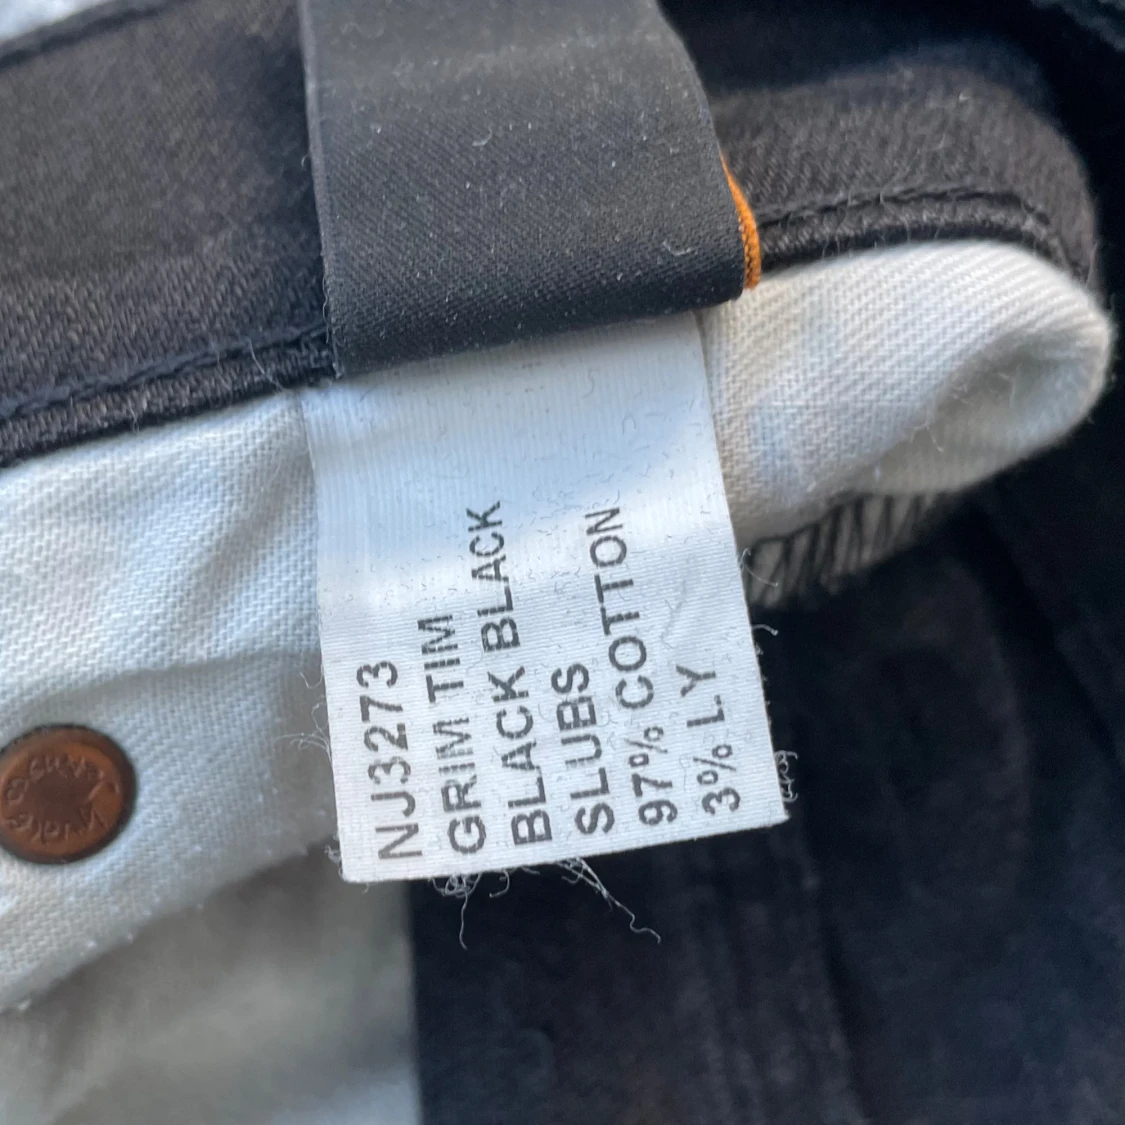 NJ3273
GRIM TIM
BLACK BLACK
SLUBS
97% COTTON
3% LY